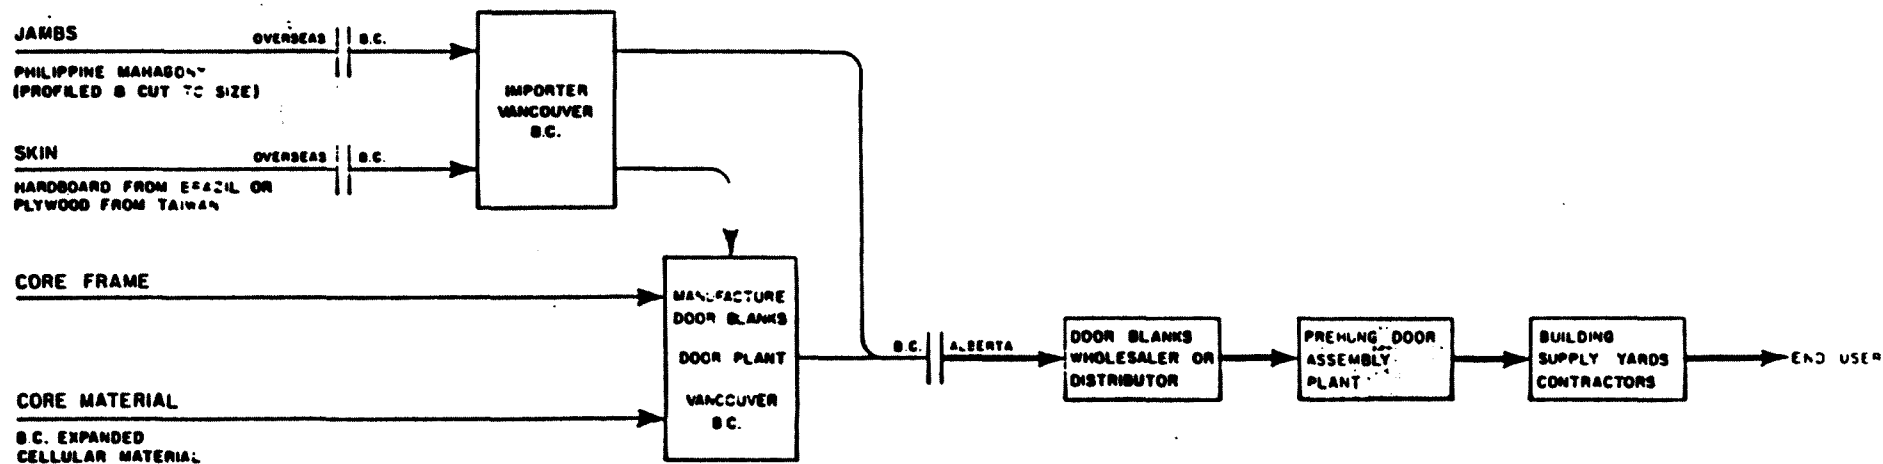 JAMBS
OVERSEAS
B.C.
PHILIPPINE MAHAGONY
(PROFILED & CUT TO SIZE)
IMPORTER
VANCOUVER
B.C.
SKIN
OVERSEAS
B.C.
HARDBOARD FROM BRAZIL OR
PLYWOOD FROM TAIWAN
CORE FRAME
CORE MATERIAL
B.C. EXPANDED
CELLULAR MATERIAL
MANUFACTURE
DOOR BLANKS
DOOR PLANT
VANCOUVER
B.C.
B.C.
ALBERTA
DOOR BLANKS
WHOLESALER OR
DISTRIBUTOR
PREHUNG DOOR
ASSEMBLY
PLANT
BUILDING
SUPPLY YARDS
CONTRACTORS
END USER